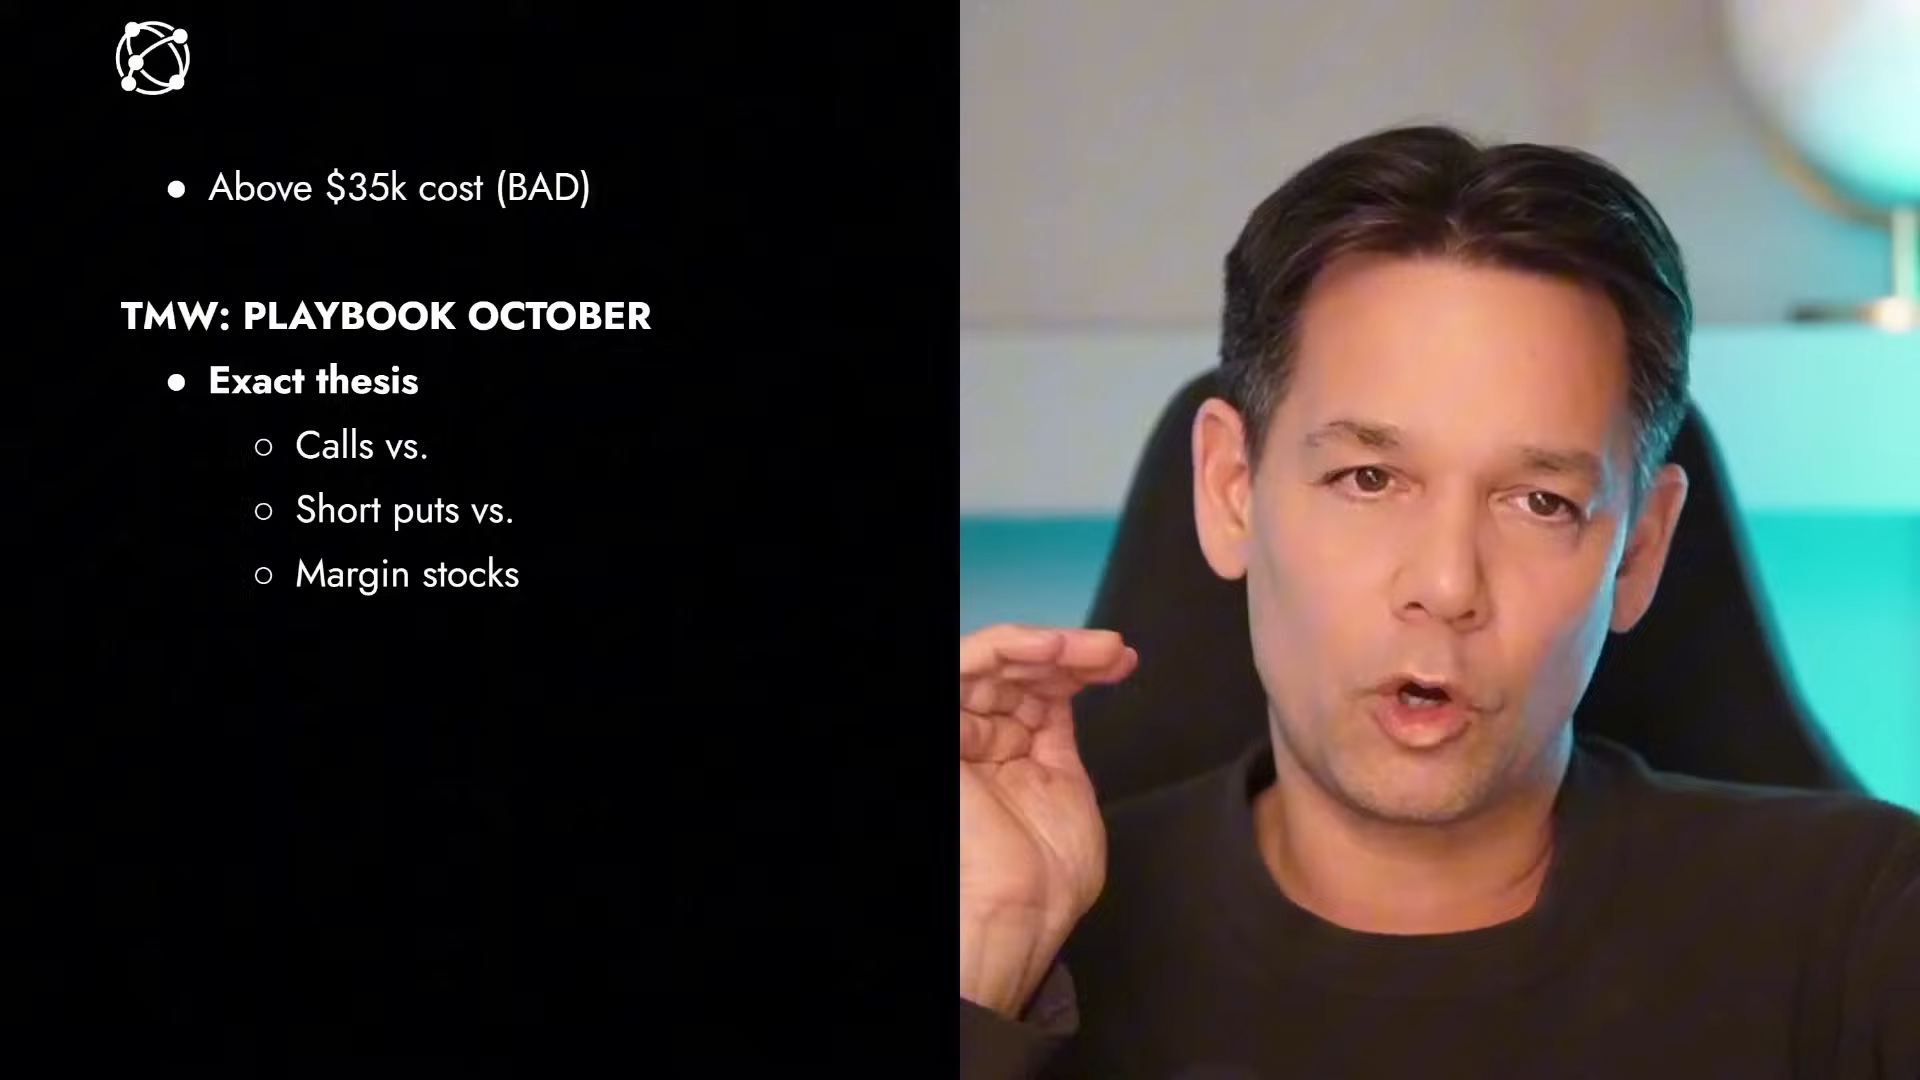 ● Above $35k cost (BAD)
TMW: PLAYBOOK OCTOBER
● Exact thesis
○ Calls vs.
○ Short puts vs.
○ Margin stocks